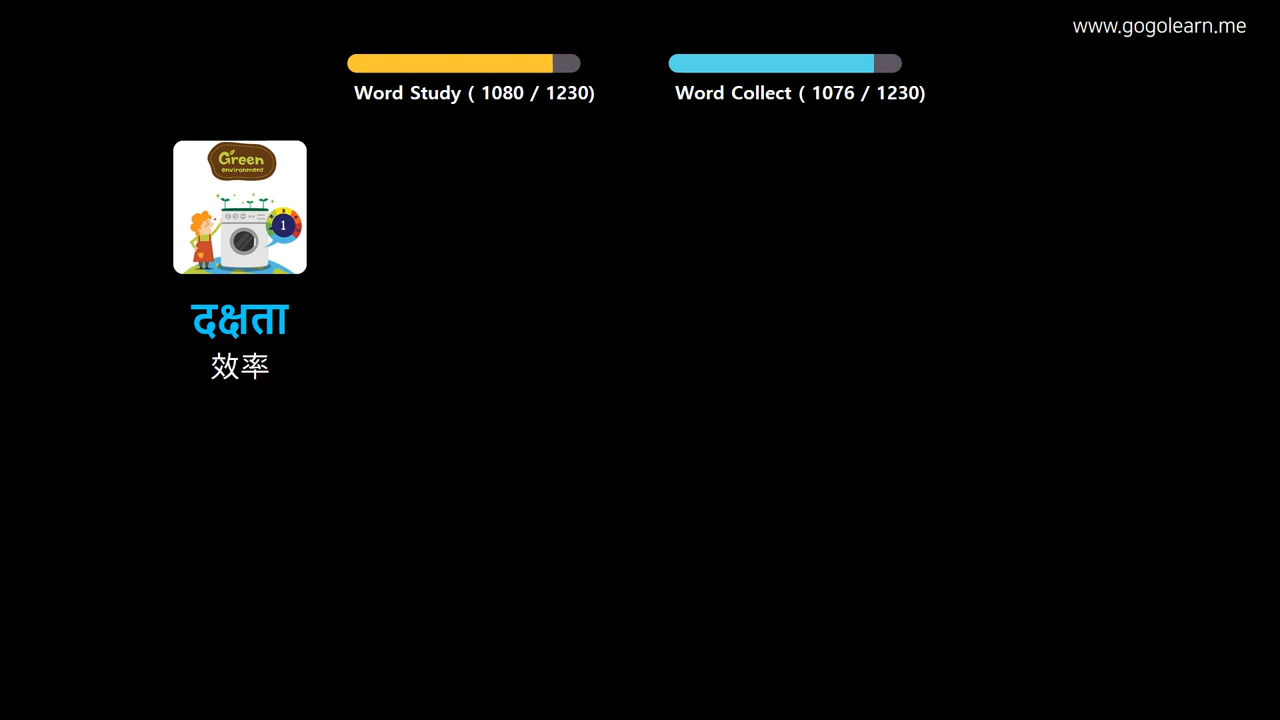 www.gogolearn.me
Word Study ( 1080 / 1230)
Word Collect ( 1076 / 1230)
Green
environment
1
दक्षता
效率